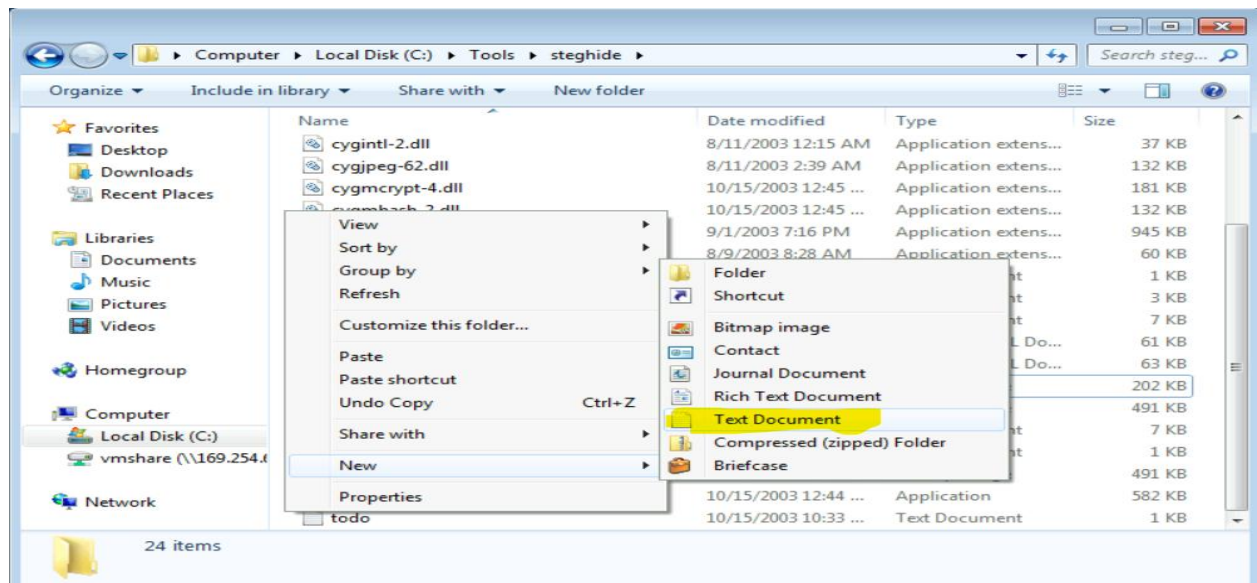 Computer ▸ Local Disk (C:) ▸ Tools ▸ steghide ▸
Search steg...
Organize Include in library Share with New folder
Favorites
Desktop
Downloads
Recent Places
Libraries
Documents
Music
Pictures
Videos
Homegroup
Computer
Local Disk (C:)
vmshare (\\169.254.6
Network
Name Date modified Type Size
cygintl-2.dll 8/11/2003 12:15 AM Application extens... 37 KB
cygjpeg-62.dll 8/11/2003 2:39 AM Application extens... 132 KB
cygmcrypt-4.dll 10/15/2003 12:45 ... Application extens... 181 KB
cygmhash-2.dll 10/15/2003 12:45 ... Application extens... 132 KB
9/1/2003 7:16 PM Application extens... 945 KB
8/9/2003 8:28 AM Application extens... 60 KB
1 KB
3 KB
7 KB
L Do... 61 KB
L Do... 63 KB
202 KB
491 KB
7 KB
1 KB
491 KB
10/15/2003 12:44 ... Application 582 KB
todo 10/15/2003 10:33 ... Text Document 1 KB
View
Sort by
Group by
Refresh
Customize this folder...
Paste
Paste shortcut
Undo Copy Ctrl+Z
Share with
New
Properties
Folder
Shortcut
Bitmap image
Contact
Journal Document
Rich Text Document
Text Document
Compressed (zipped) Folder
Briefcase
24 items